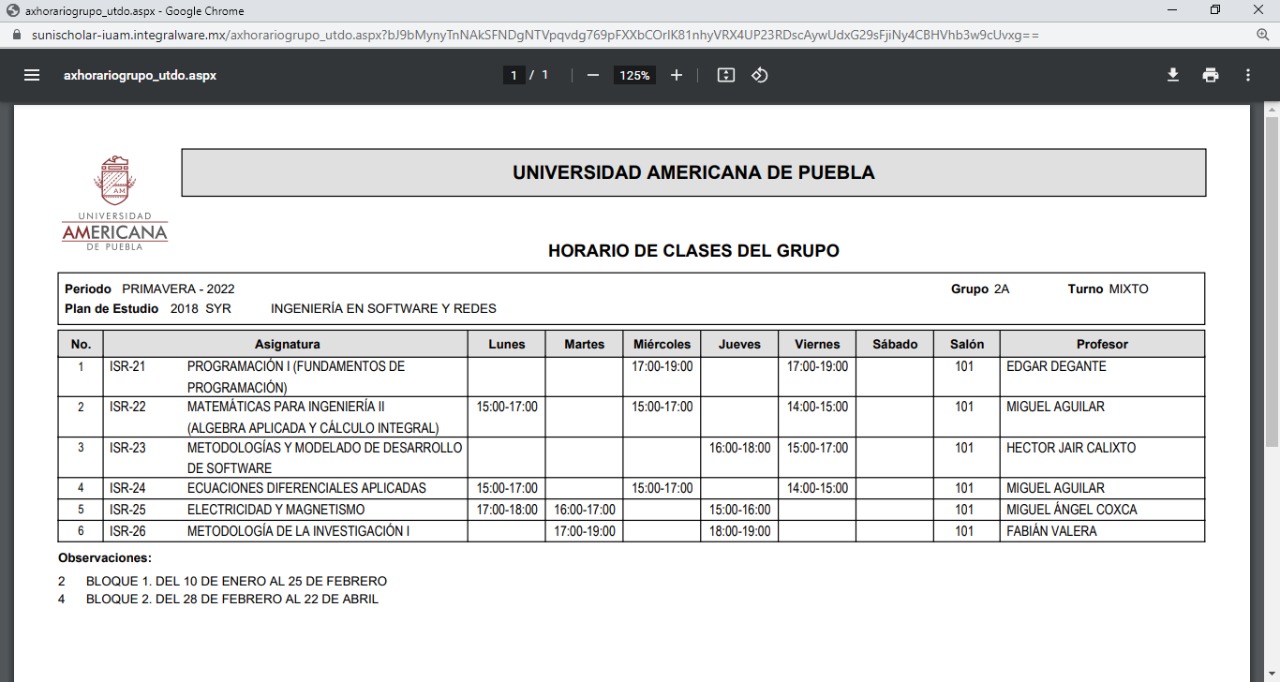 axhorariogrupo_utdo.aspx - Google Chrome
sunischolar-iuam.integralware.mx/axhorariogrupo_utdo.aspx?bJ9bMynyTnNAkSFNDgNTVpqvdg769pFXXbCOrlK81nhyVRX4UP23RDscAywUdxG29sFjiNy4CBHVhb3w9cUvxg==
axhorariogrupo_utdo.aspx 1 / 1 125%
UNIVERSIDAD AMERICANA DE PUEBLA
AM
UNIVERSIDAD
AMERICANA
DE PUEBLA
HORARIO DE CLASES DEL GRUPO
Periodo PRIMAVERA - 2022 Grupo 2A Turno MIXTO
Plan de Estudio 2018 SYR INGENIERÍA EN SOFTWARE Y REDES
No. Asignatura Lunes Martes Miércoles Jueves Viernes Sábado Salón Profesor
1 ISR-21 PROGRAMACIÓN I (FUNDAMENTOS DE 17:00-19:00 17:00-19:00 101 EDGAR DEGANTE
PROGRAMACIÓN)
2 ISR-22 MATEMÁTICAS PARA INGENIERÍA II 15:00-17:00 15:00-17:00 14:00-15:00 101 MIGUEL AGUILAR
(ALGEBRA APLICADA Y CÁLCULO INTEGRAL)
3 ISR-23 METODOLOGÍAS Y MODELADO DE DESARROLLO 16:00-18:00 15:00-17:00 101 HECTOR JAIR CALIXTO
DE SOFTWARE
4 ISR-24 ECUACIONES DIFERENCIALES APLICADAS 15:00-17:00 15:00-17:00 14:00-15:00 101 MIGUEL AGUILAR
5 ISR-25 ELECTRICIDAD Y MAGNETISMO 17:00-18:00 16:00-17:00 15:00-16:00 101 MIGUEL ÁNGEL COXCA
6 ISR-26 METODOLOGÍA DE LA INVESTIGACIÓN I 17:00-19:00 18:00-19:00 101 FABIÁN VALERA
Observaciones:
2 BLOQUE 1. DEL 10 DE ENERO AL 25 DE FEBRERO
4 BLOQUE 2. DEL 28 DE FEBRERO AL 22 DE ABRIL